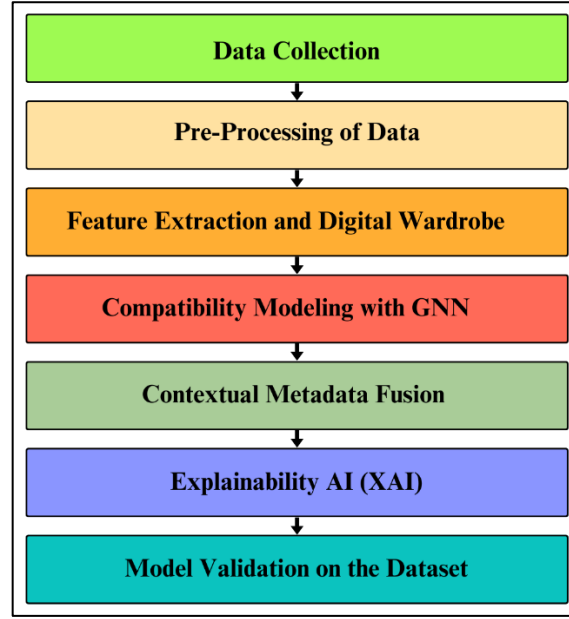 Data Collection
Pre-Processing of Data
Feature Extraction and Digital Wardrobe
Compatibility Modeling with GNN
Contextual Metadata Fusion
Explainability AI (XAI)
Model Validation on the Dataset